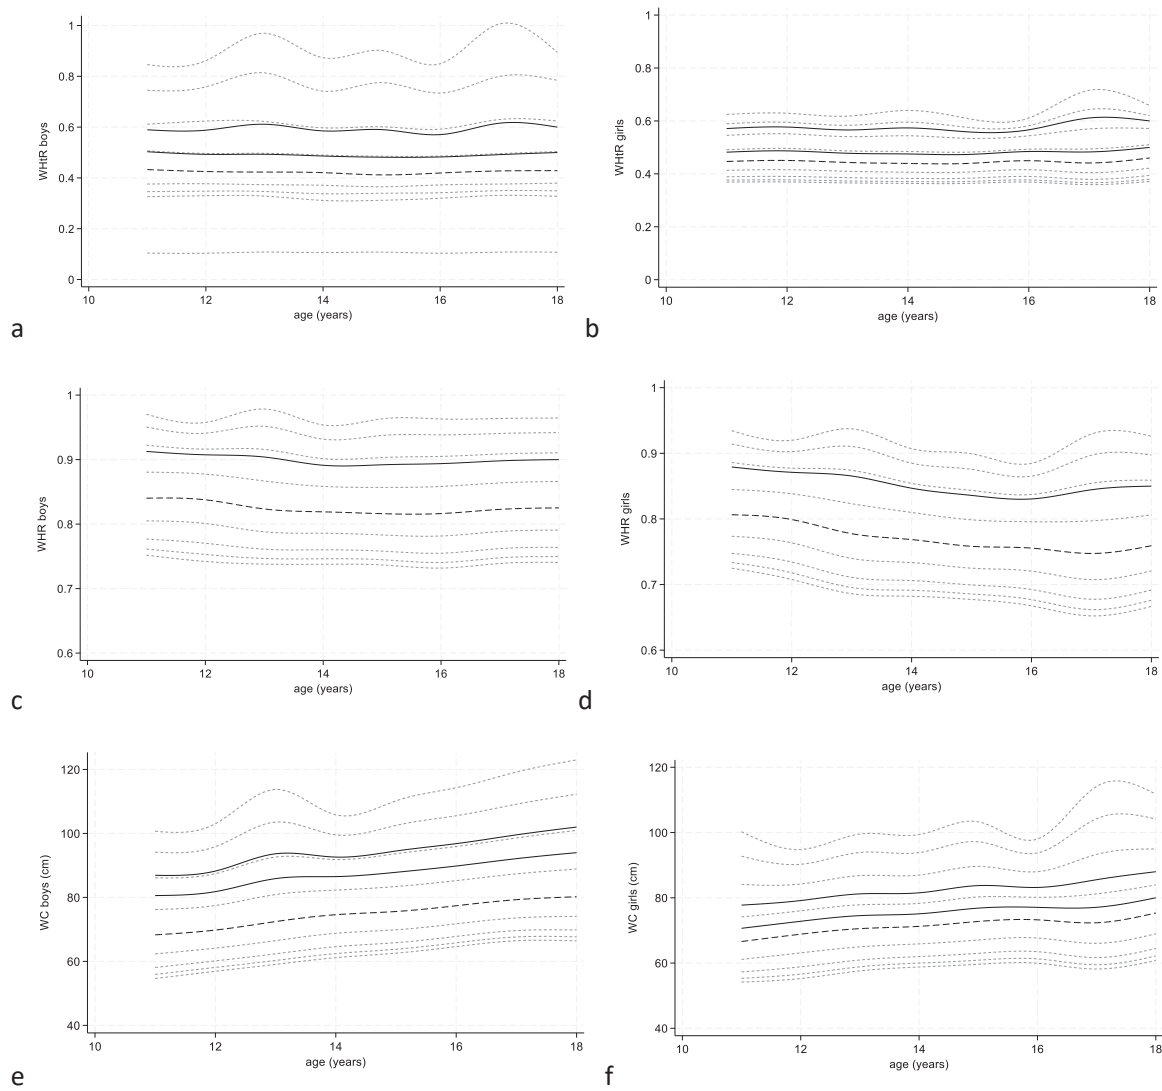 WHtR boys
1
0.8
0.6
0.4
0.2
0
10 12 14 16 18
age (years)
a
WHtR girls
1
0.8
0.6
0.4
0.2
0
10 12 14 16 18
age (years)
b
WHR boys
1
0.9
0.8
0.7
0.6
10 12 14 16 18
age (years)
c
WHR girls
1
0.9
0.8
0.7
0.6
10 12 14 16 18
age (years)
d
WC boys (cm)
120
100
80
60
40
10 12 14 16 18
age (years)
e
WC girls (cm)
120
100
80
60
40
10 12 14 16 18
age (years)
f